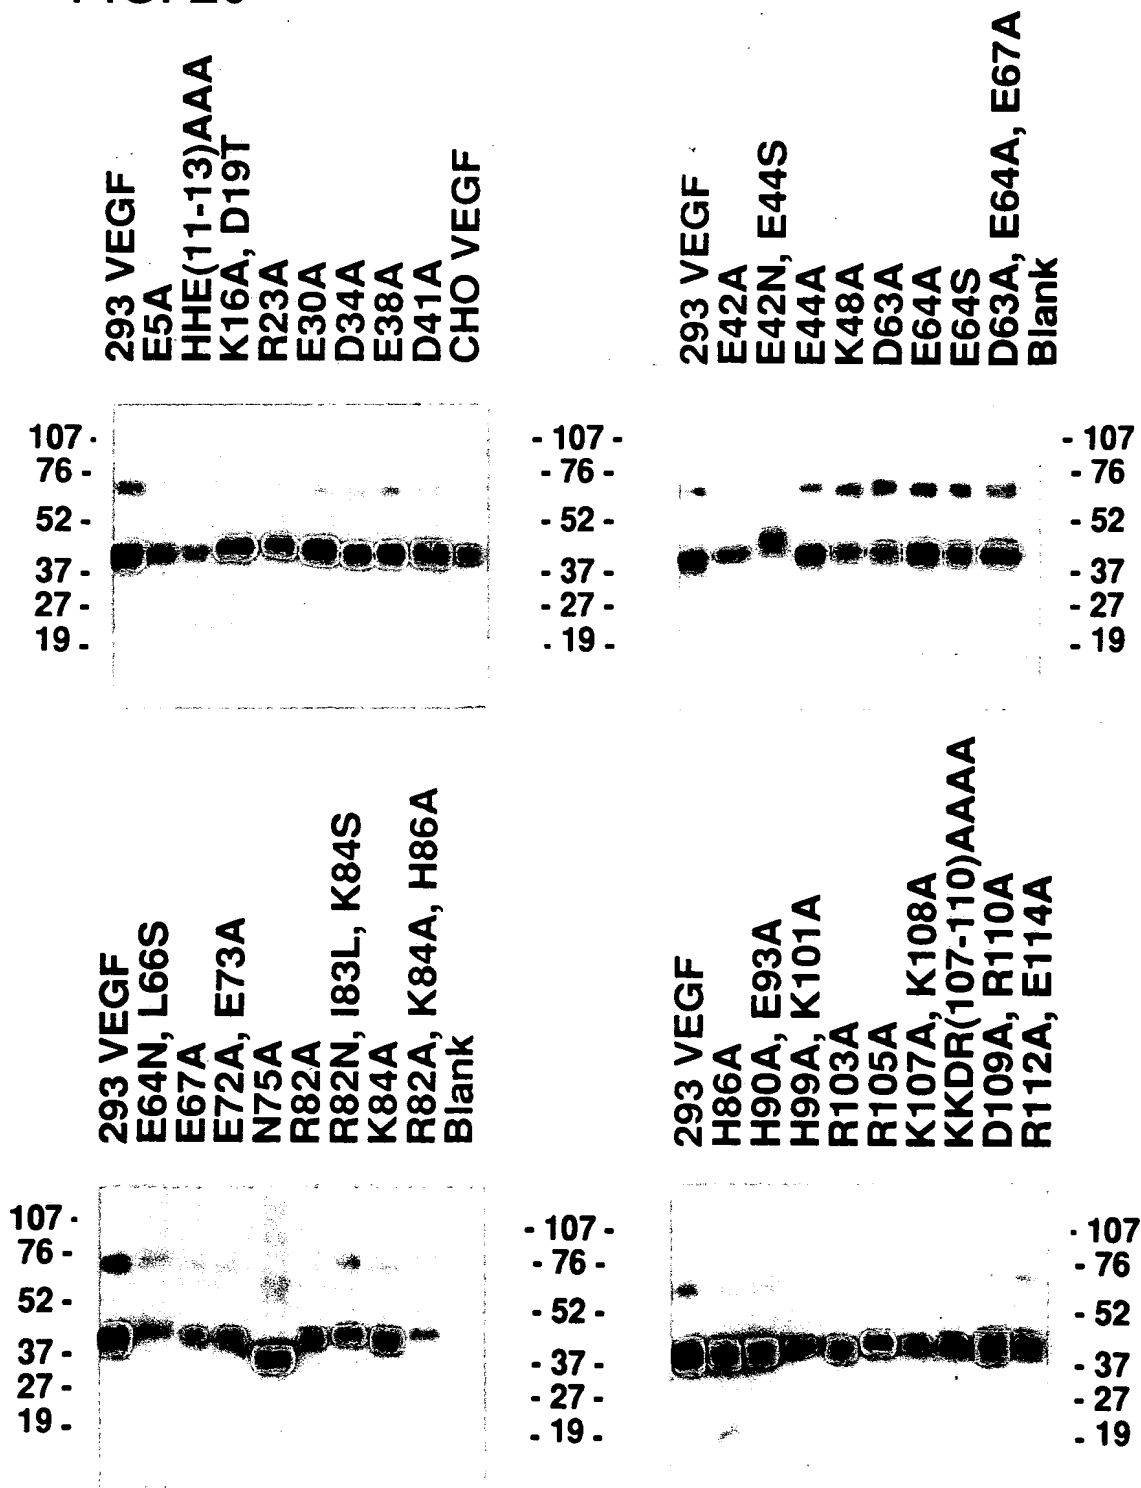 293 VEGF
E5A
HHE(11-13)AAA
K16A, D19T
R23A
E30A
D34A
E38A
D41A
CHO VEGF
107 -
76 -
52 -
37 -
27 -
19 -
293 VEGF
E42A
E42N, E44S
E44A
K48A
D63A
E64A
E64S
D63A, E64A, E67A
Blank
- 107 -
- 76 -
- 52 -
- 37 -
- 27 -
- 19 -
- 107
- 76
- 52
- 37
- 27
- 19
293 VEGF
E64N, L66S
E67A
E72A, E73A
N75A
R82A
R82N, I83L, K84S
K84A
R82A, K84A, H86A
Blank
107 -
76 -
52 -
37 -
27 -
19 -
293 VEGF
H86A
H90A, E93A
H99A, K101A
R103A
R105A
K107A, K108A
KKDR(107-110)AAAA
D109A, R110A
R112A, E114A
- 107 -
- 76 -
- 52 -
- 37 -
- 27 -
- 19 -
- 107
- 76
- 52
- 37
- 27
- 19